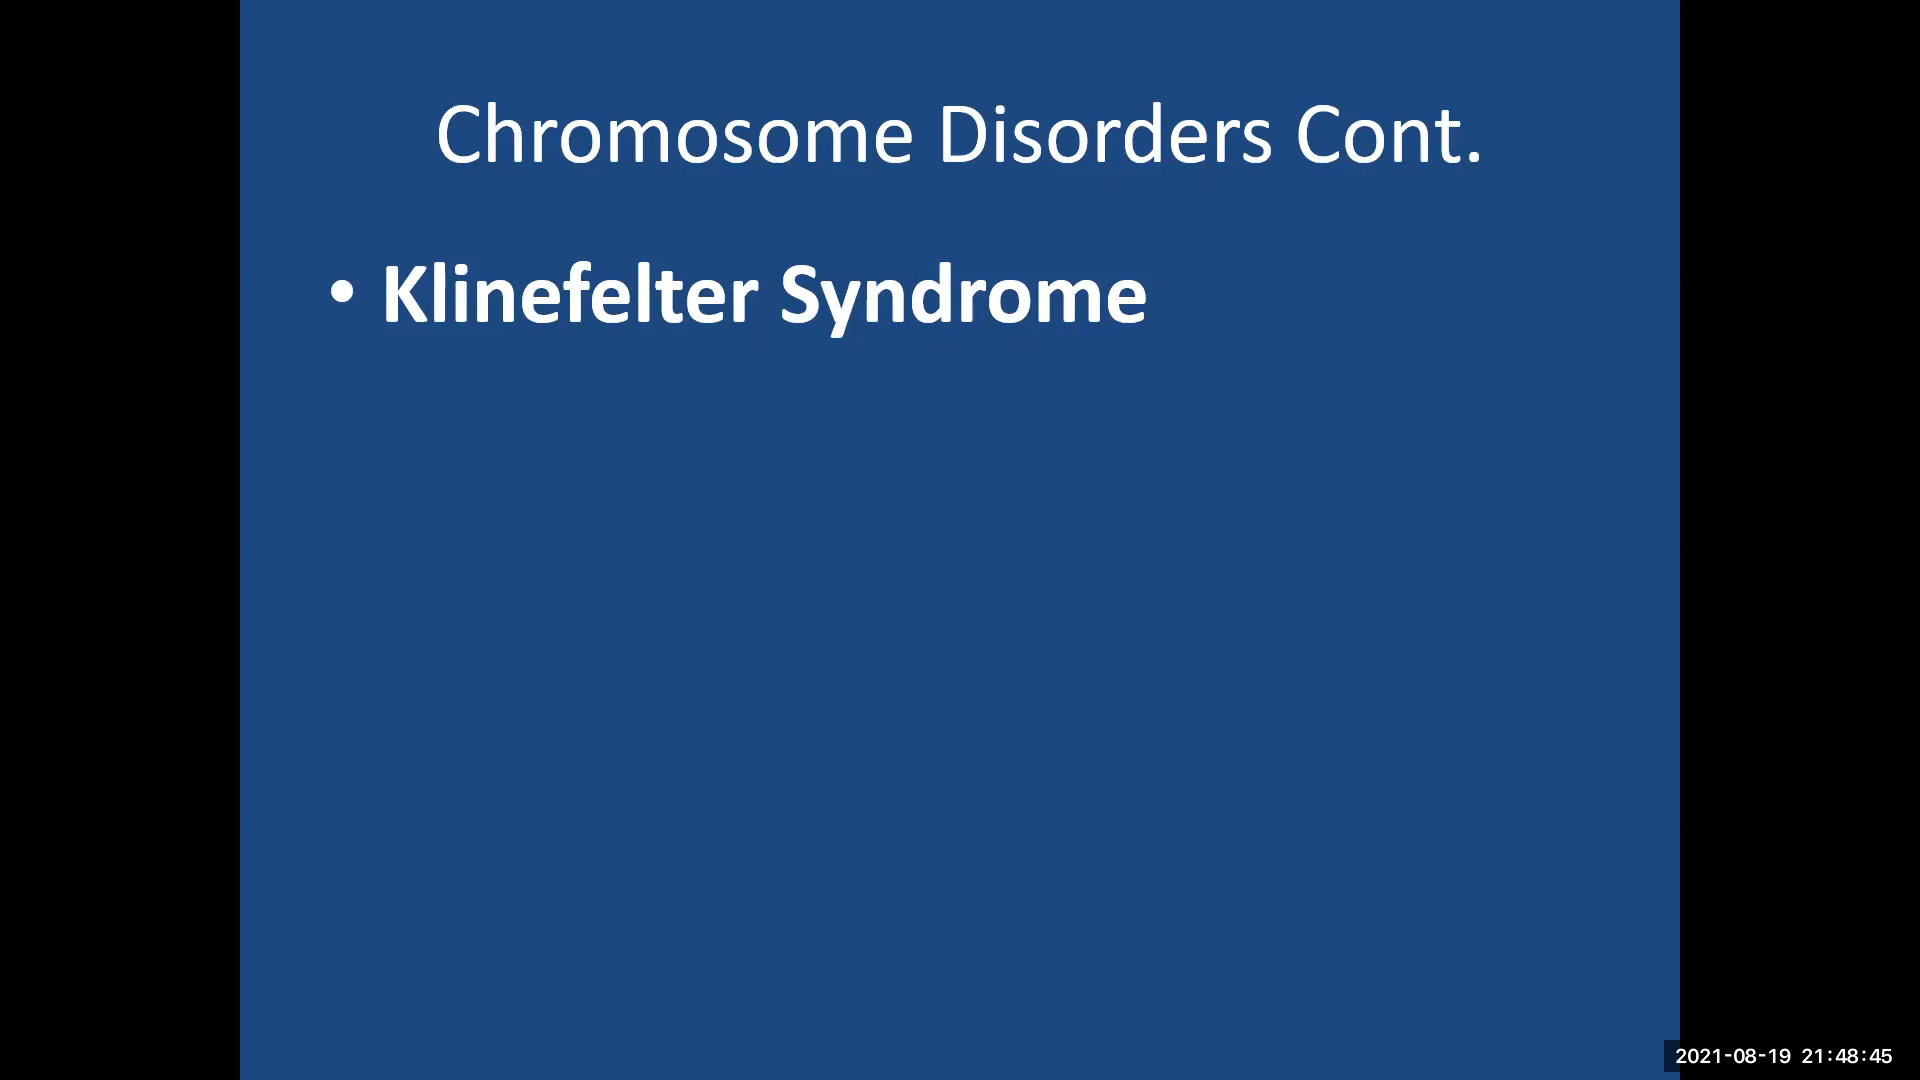 Chromosome Disorders Cont.
• Klinefelter Syndrome
2021-08-19 21:48:45